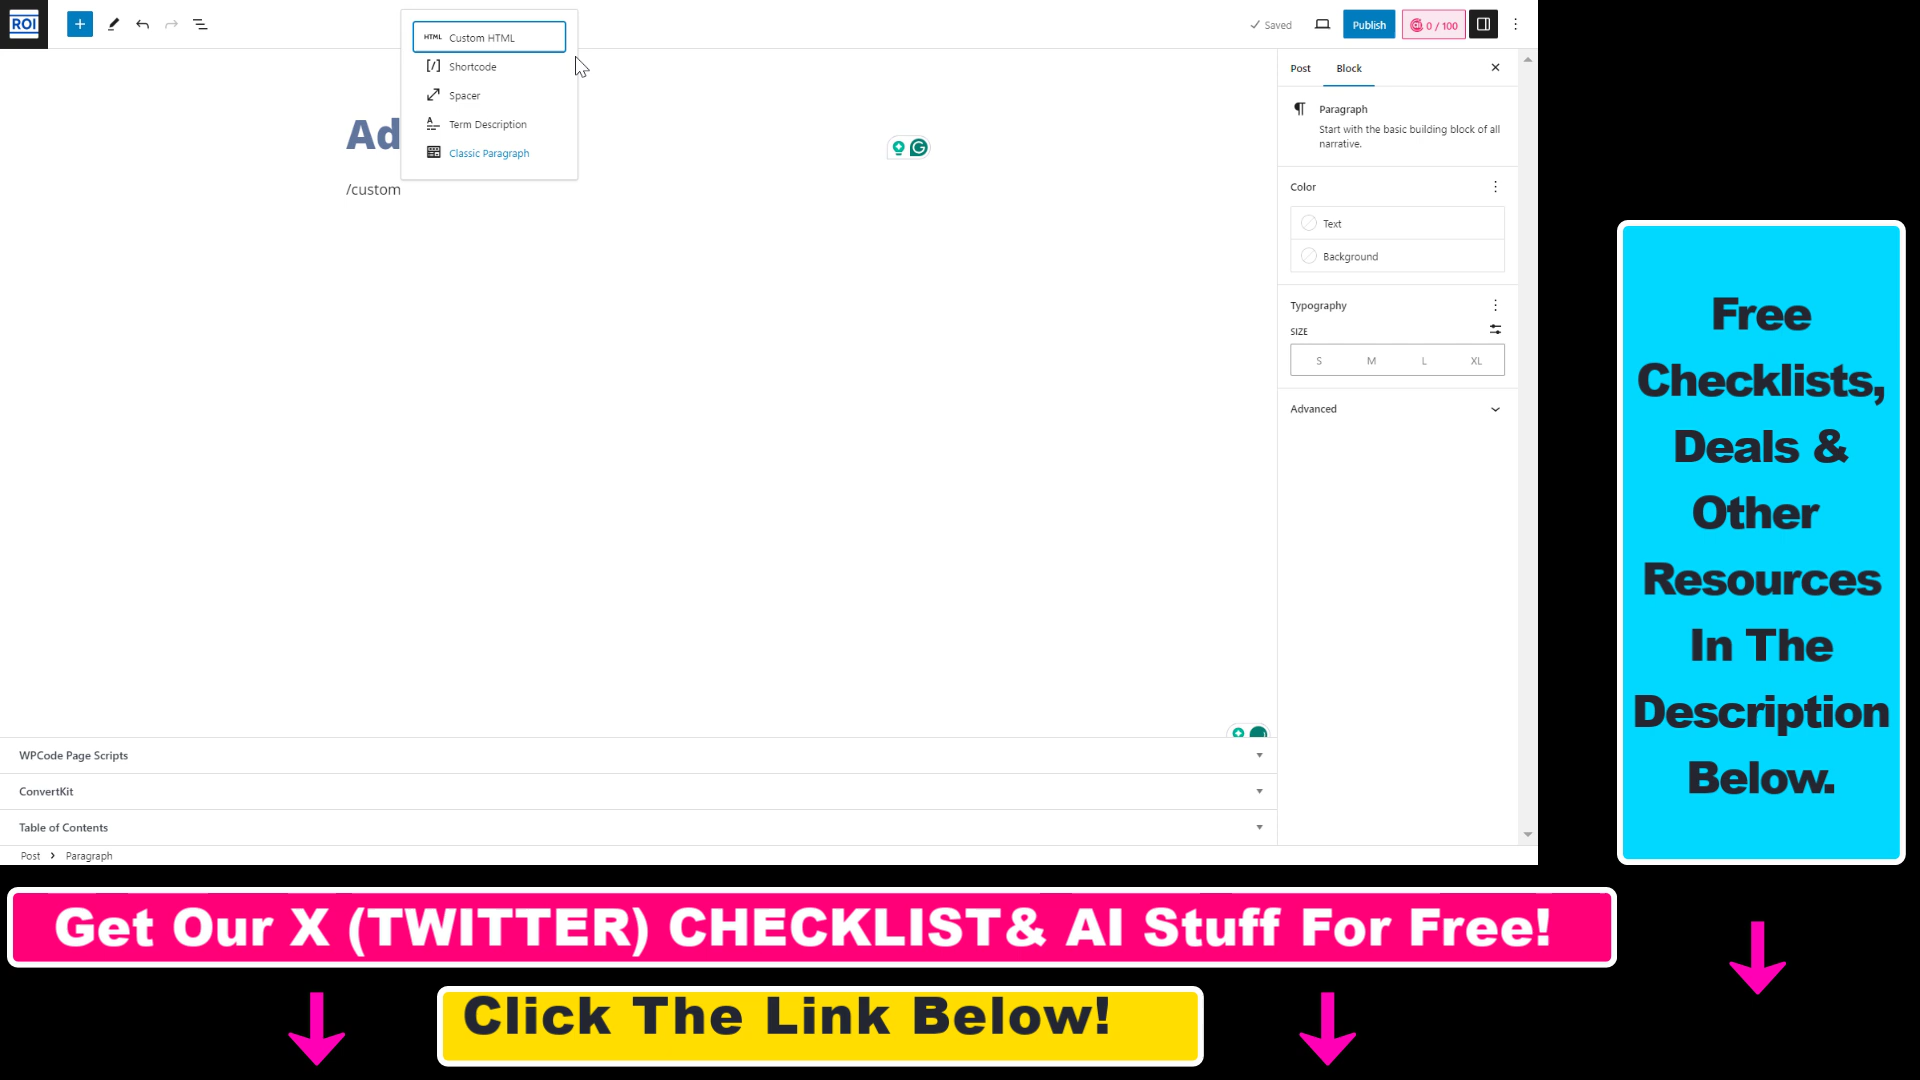 ROI
HTML Custom HTML
[/] Shortcode
Spacer
Term Description
Classic Paragraph
Saved
Publish
0 / 100
Ad
/custom
Post Block
Paragraph
Start with the basic building block of all
narrative.
Color
Text
Background
Typography
SIZE
S M L XL
Advanced
WPCode Page Scripts
ConvertKit
Table of Contents
Post > Paragraph
Free
Checklists,
Deals &
Other
Resources
In The
Description
Below.
Get Our X (TWITTER) CHECKLIST& AI Stuff For Free!
Click The Link Below!